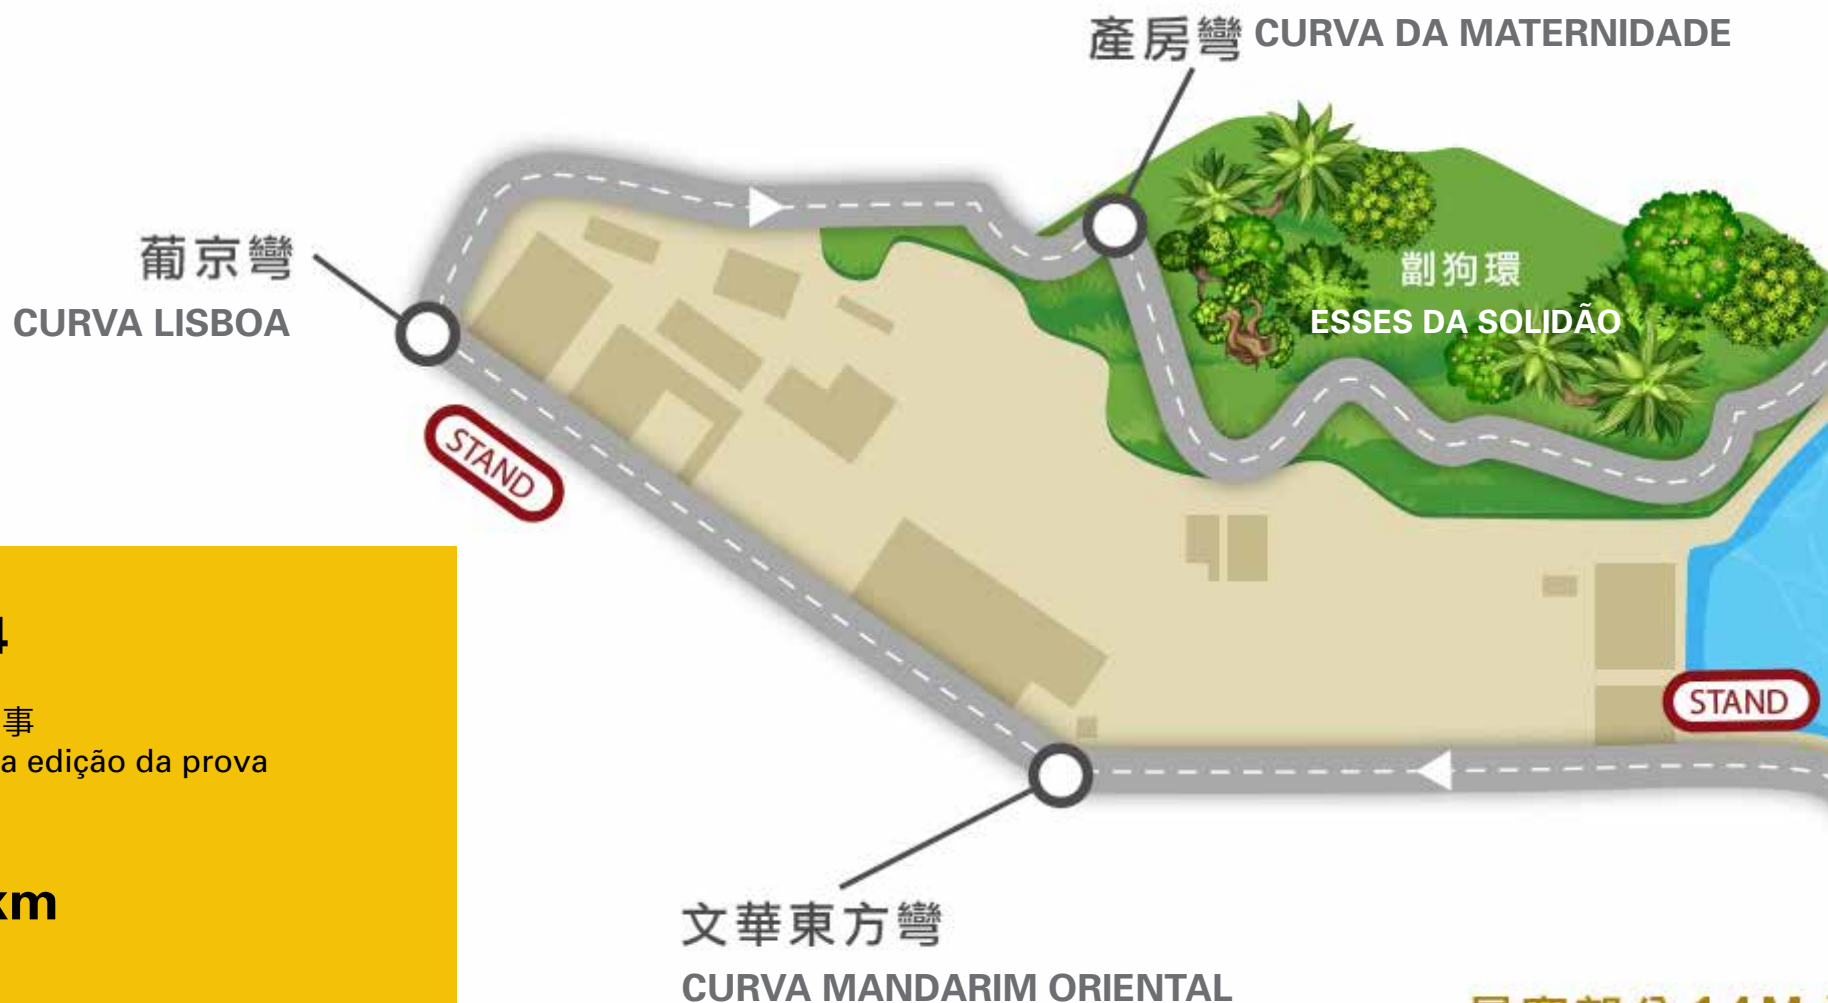 產房彎 CURVA DA MATERNIDADE
葡京彎
CURVA LISBOA
劏狗環
ESSES DA SOLIDÃO
STAND
4
事
a edição da prova
STAND
km
文華東方彎
CURVA MANDARIM ORIENTAL